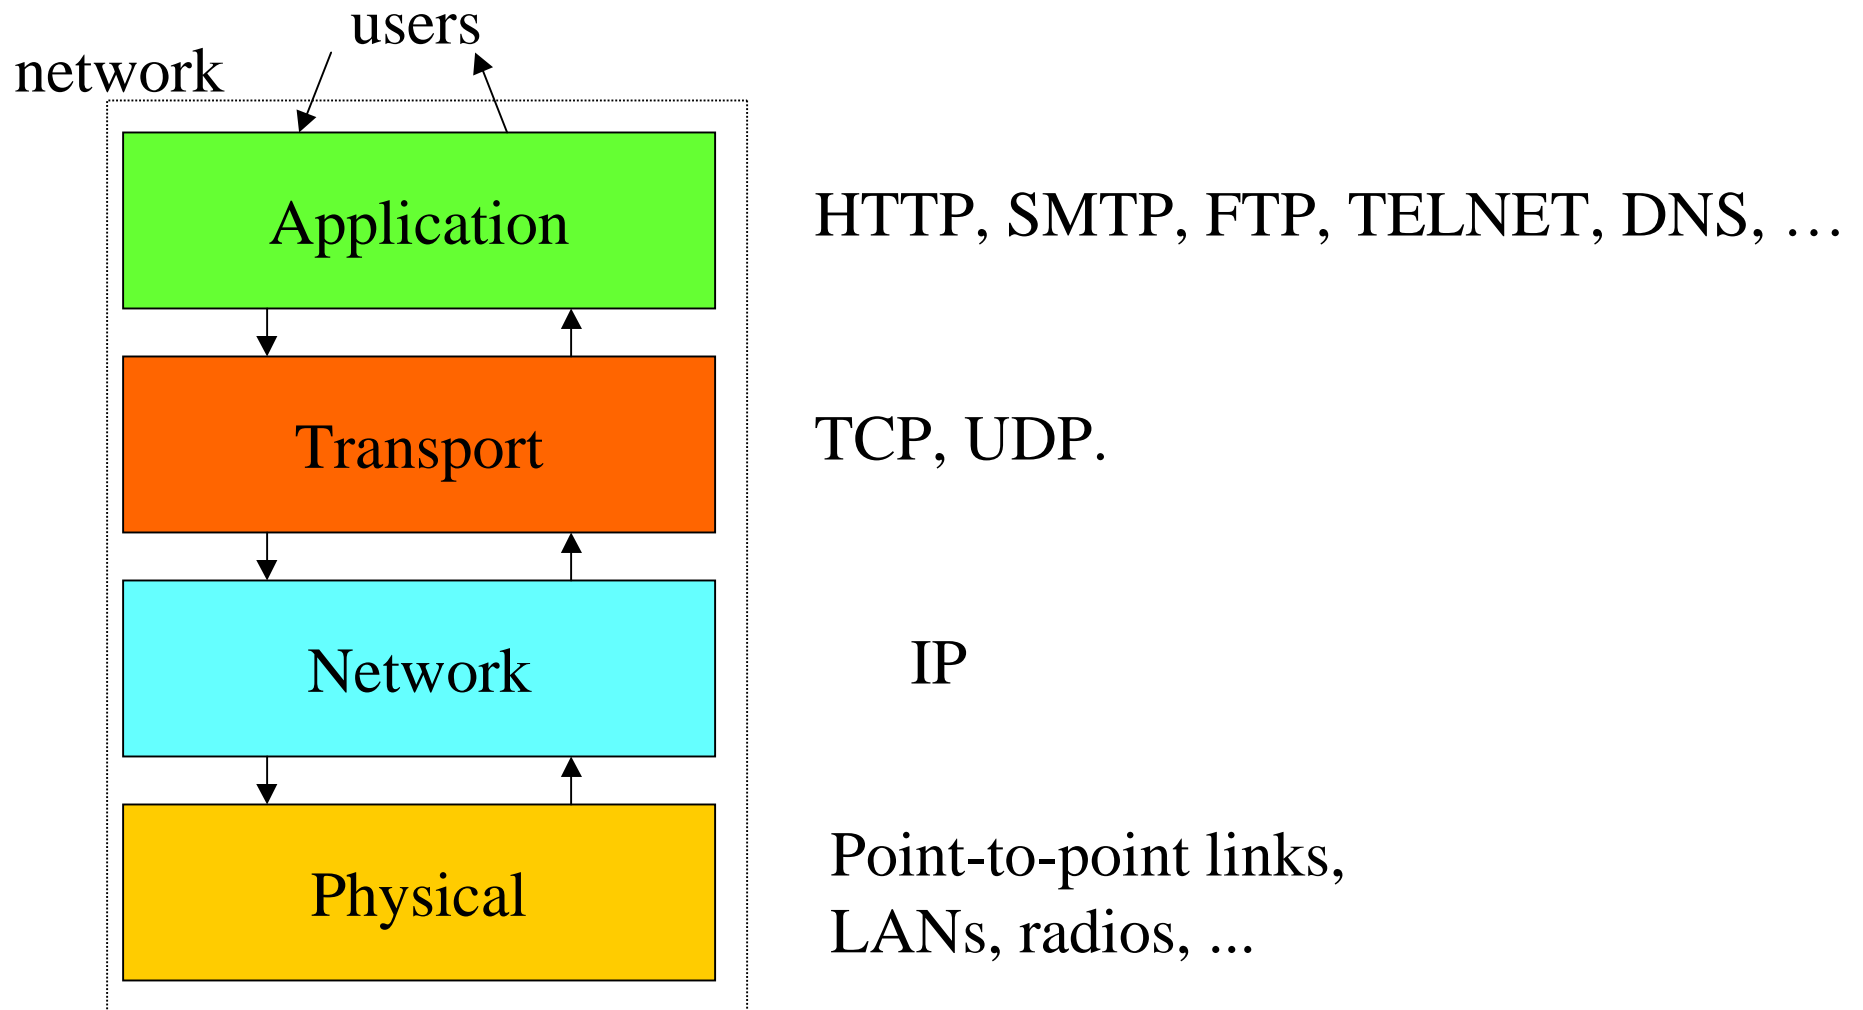 users
network
Application
HTTP, SMTP, FTP, TELNET, DNS, …
Transport
TCP, UDP.
Network
IP
Physical
Point-to-point links,
LANs, radios, ...